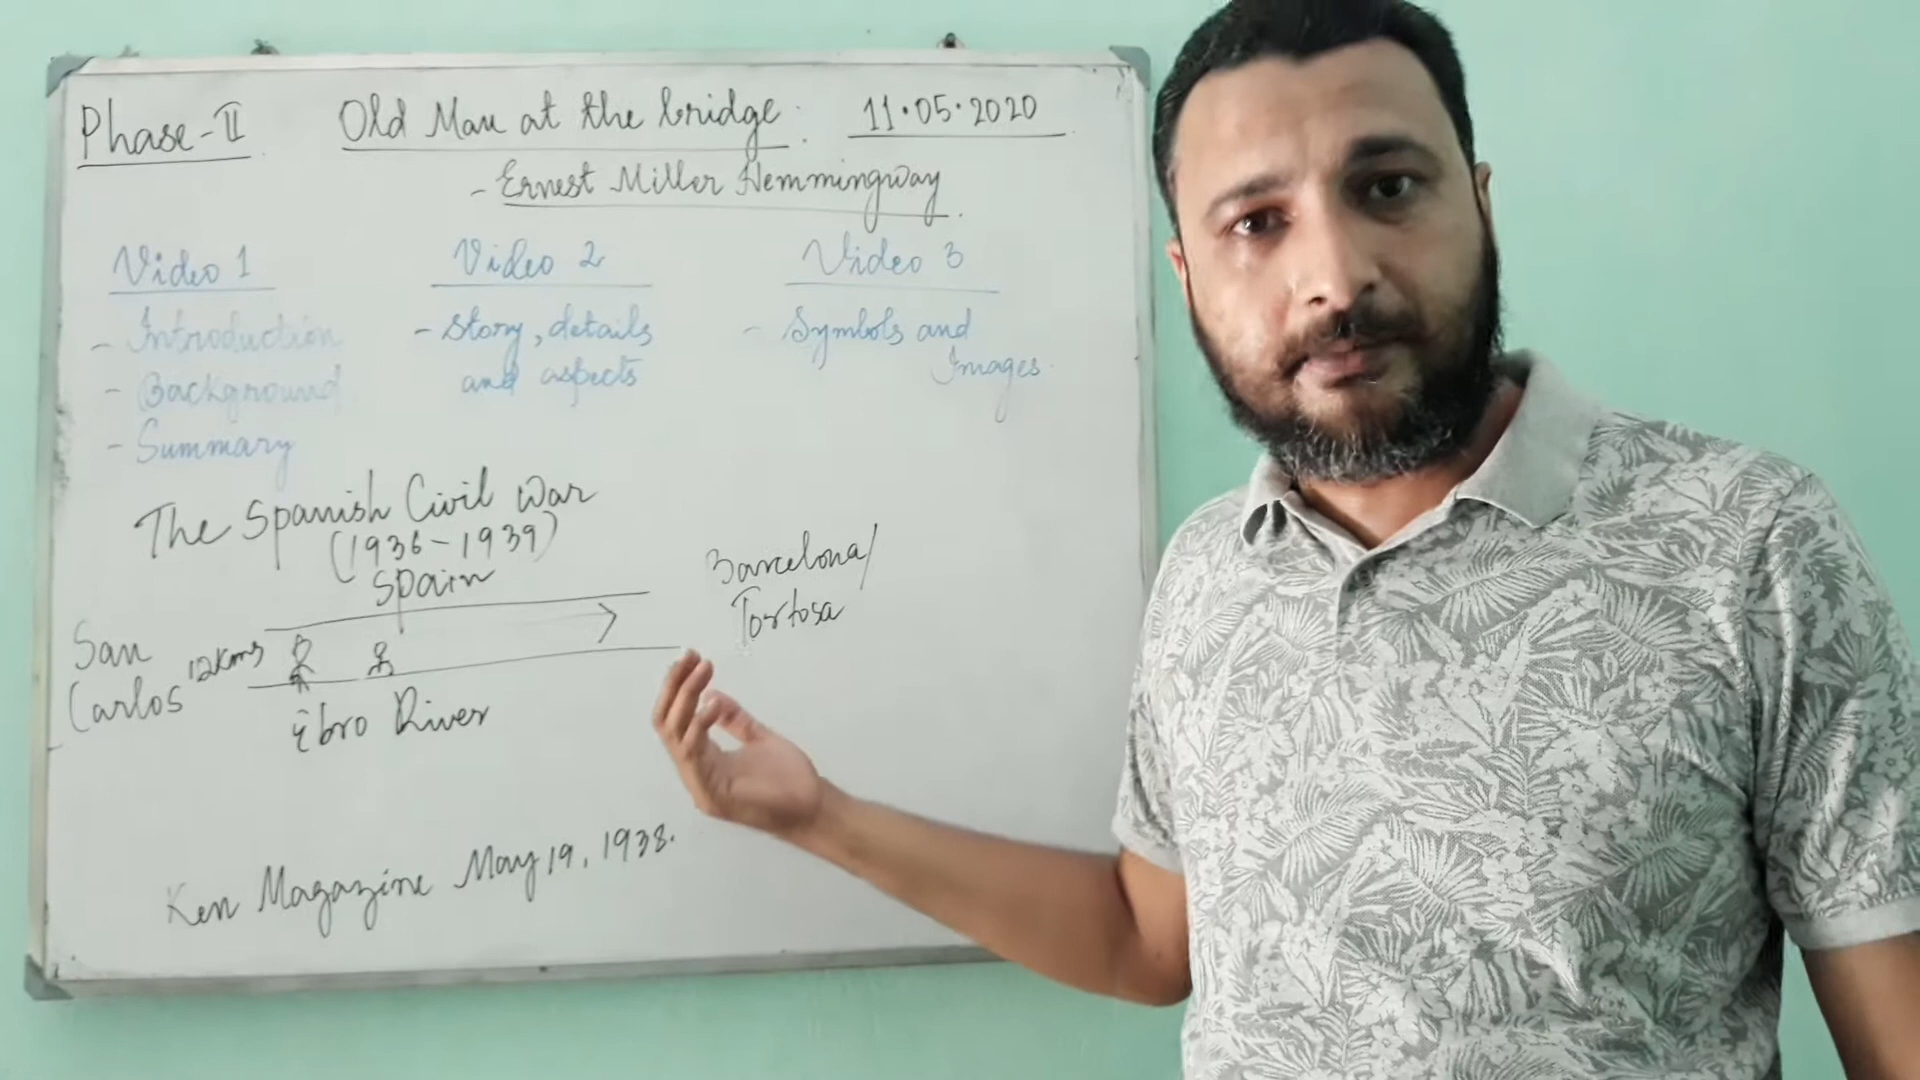 Phase-II
Old Man at the bridge.
11.05.2020
- Ernest Miller Hemmingway.
Video 1
- Introduction
- Background
- Summary
Video 2
- Story, details
and aspects
Video 3
- Symbols and
Images.
The Spanish Civil War
(1936-1939)
Spain
San
Carlos
12Kms
Barcelona/
Tortosa
Ebro River
Ken Magazine May 19, 1938.